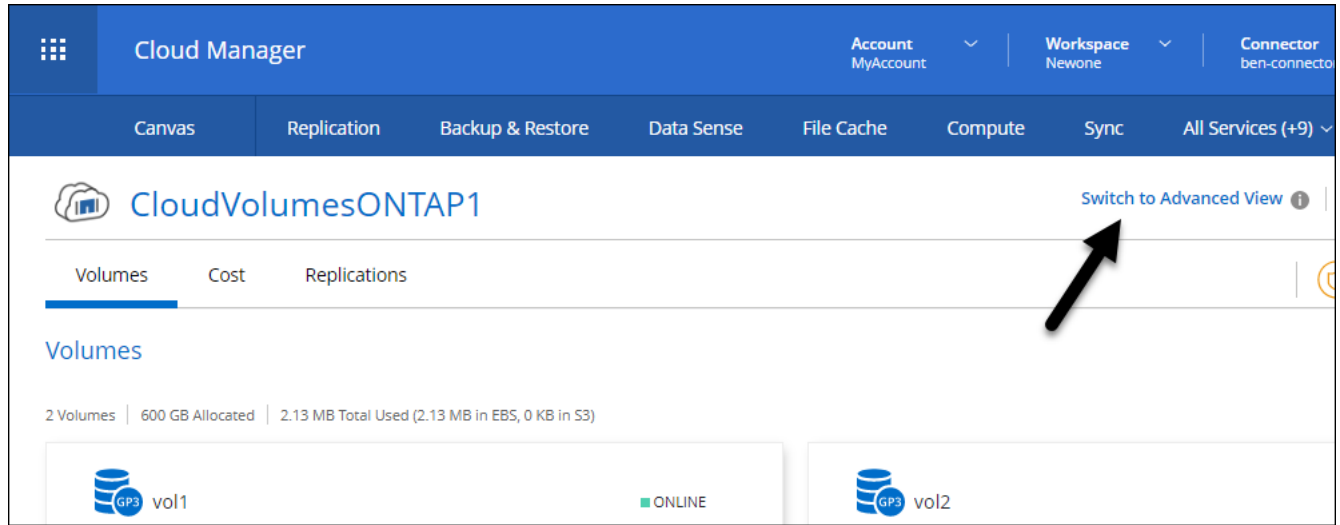 Cloud Manager
Account
MyAccount
Workspace
Newone
Connector
ben-connector
Canvas Replication Backup & Restore Data Sense File Cache Compute Sync All Services (+9)
CloudVolumesONTAP1
Switch to Advanced View
Volumes Cost Replications
Volumes
2 Volumes | 600 GB Allocated | 2.13 MB Total Used (2.13 MB in EBS, 0 KB in S3)
GP3 vol1 ONLINE
GP3 vol2